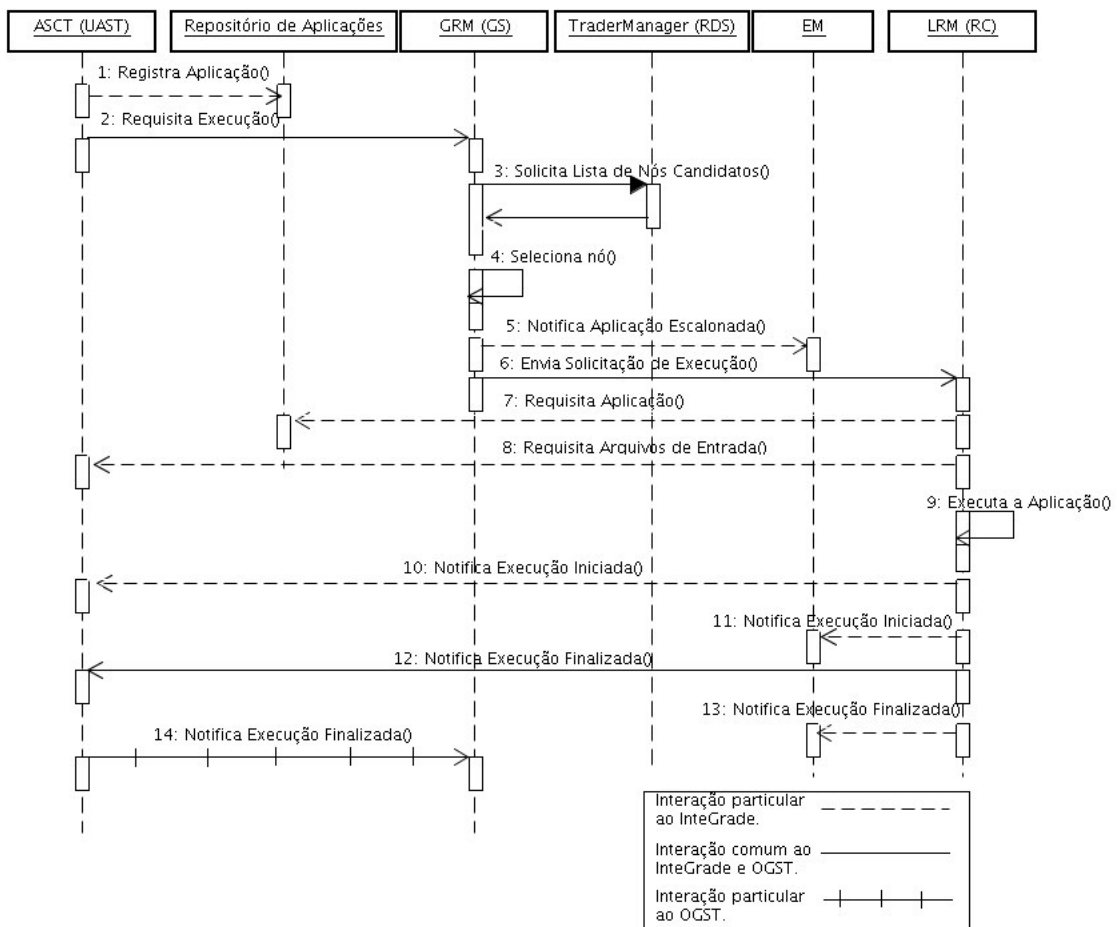 ASCT (UAST)
Repositório de Aplicações
GRM (GS)
TraderManager (RDS)
EM
LRM (RC)
1: Registra Aplicação()
2: Requisita Execução()
3: Solicita Lista de Nós Candidatos()
4: Seleciona nó()
5: Notifica Aplicação Escalonada()
6: Envia Solicitação de Execução()
7: Requisita Aplicação()
8: Requisita Arquivos de Entrada()
9: Executa a Aplicação()
10: Notifica Execução Iniciada()
11: Notifica Execução Iniciada()
12: Notifica Execução Finalizada()
13: Notifica Execução Finalizada()
14: Notifica Execução Finalizada()
Interação particular
ao InteGrade.
Interação comum ao
InteGrade e OGST.
Interação particular
ao OGST.